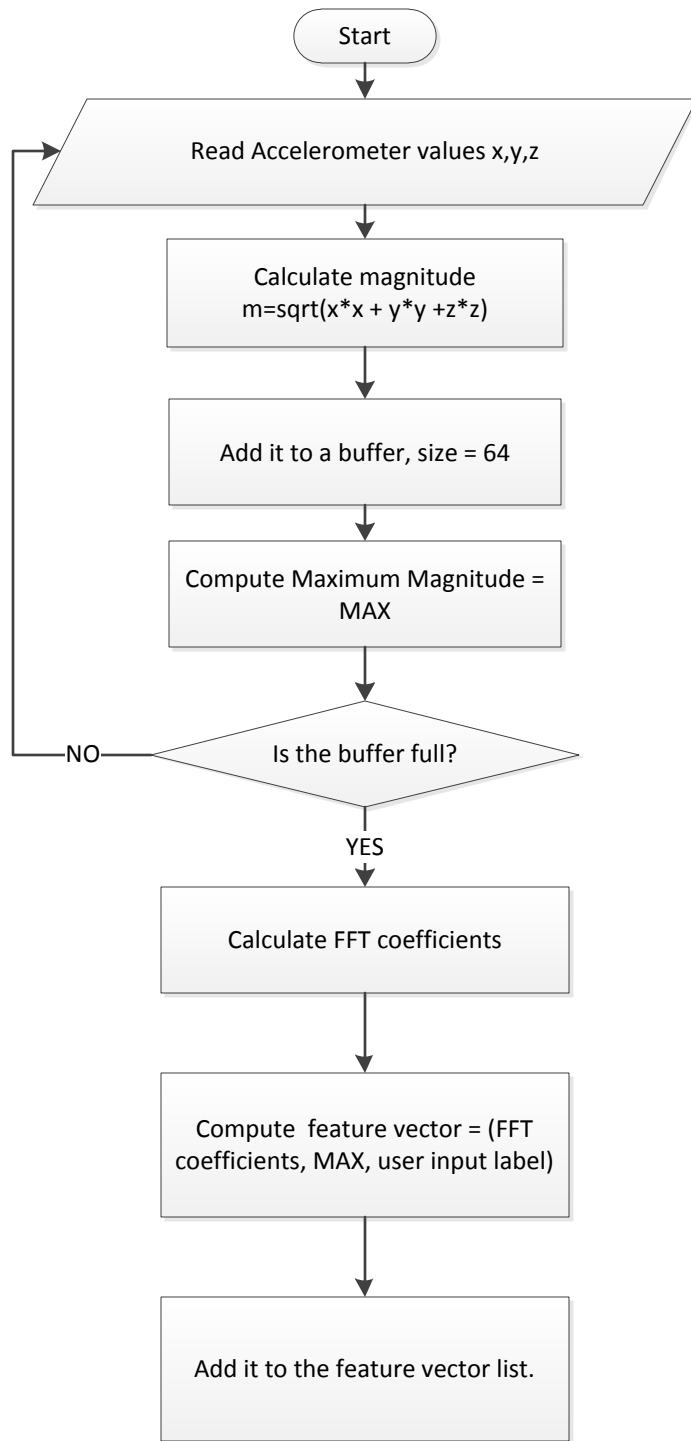 Start
Read Accelerometer values x,y,z
Calculate magnitude
m=sqrt(x*x + y*y +z*z)
Add it to a buffer, size = 64
Compute Maximum Magnitude =
MAX
Is the buffer full?
NO
YES
Calculate FFT coefficients
Compute  feature vector = (FFT
coefficients, MAX, user input label)
Add it to the feature vector list.